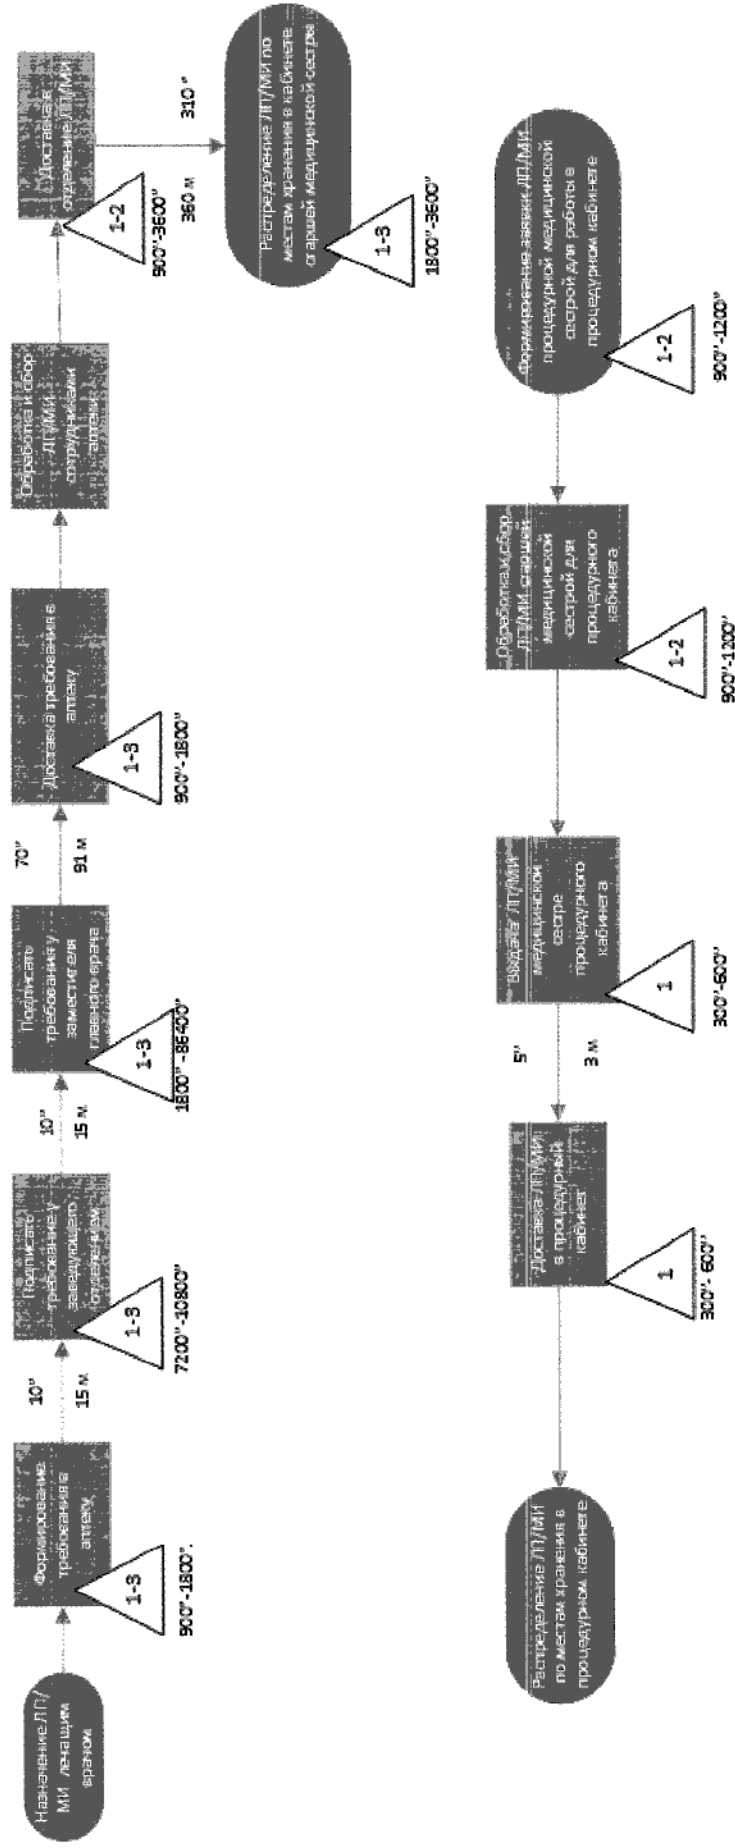 Назначение ЛП/
МИ лечащим
врачом
Формирование
требования в
аптеку
1-3
900"-1800".
10"
15 м
Подписать
требование у
заведующего
отделением
1-3
7200"-10800"
10"
15 м
Подписать
требования у
заместителя
главного врача
1-3
1800"-86400"
70"
91 м
Доставка требования в
аптеку
1-3
900"-1800"
Обработка и сбор
ЛП/МИ
сотрудниками
аптеки
Доставка в
отделение ЛП/МИ
1-2
900"-3600"
310"
360 м
Распределение ЛП/МИ по
местам хранения в кабинете
старшей медицинской сестры
1-3
1800"-3600"
Формирование заявки ЛП/МИ
процедурной медицинской
сестрой для работы в
процедурном кабинете
1-2
900"-1200"
Обработка и сбор
ЛП/МИ старшей
медицинской
сестрой для
процедурного
кабинета
1-2
900"-1200"
Выдача ЛП/МИ
медицинской
сестре
процедурного
кабинета
1
300"-600"
5"
3 м
Доставка ЛП/МИ
в процедурный
кабинет
1
300"- 600"
Распределение ЛП/МИ
по местам хранения в
процедурном кабинете